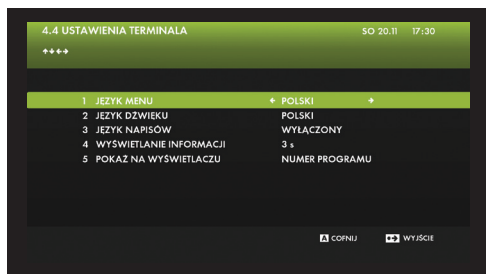 4.4 USTAWIENIA TERMINALA SO 20.11 17:30
1 JĘZYK MENU POLSKI
2 JĘZYK DŹWIĘKU POLSKI
3 JĘZYK NAPISÓW WYŁĄCZONY
4 WYŚWIETLANIE INFORMACJI 3 s
5 POKAŻ NA WYŚWIETLACZU NUMER PROGRAMU
A COFNIJ WYJŚCIE